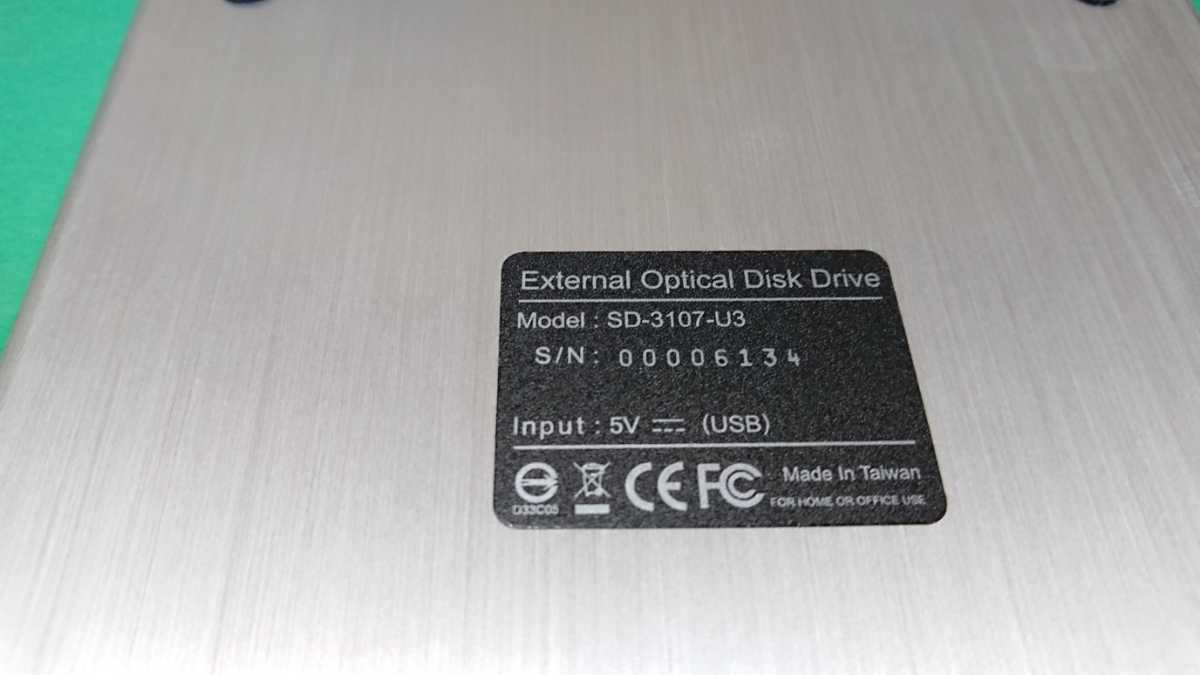 External Optical Disk Drive
Model : SD-3107-U3
S/N : 00006134
Input : 5V ⎓ (USB)
D33C05
CE FC Made In Taiwan
FOR HOME OR OFFICE USE